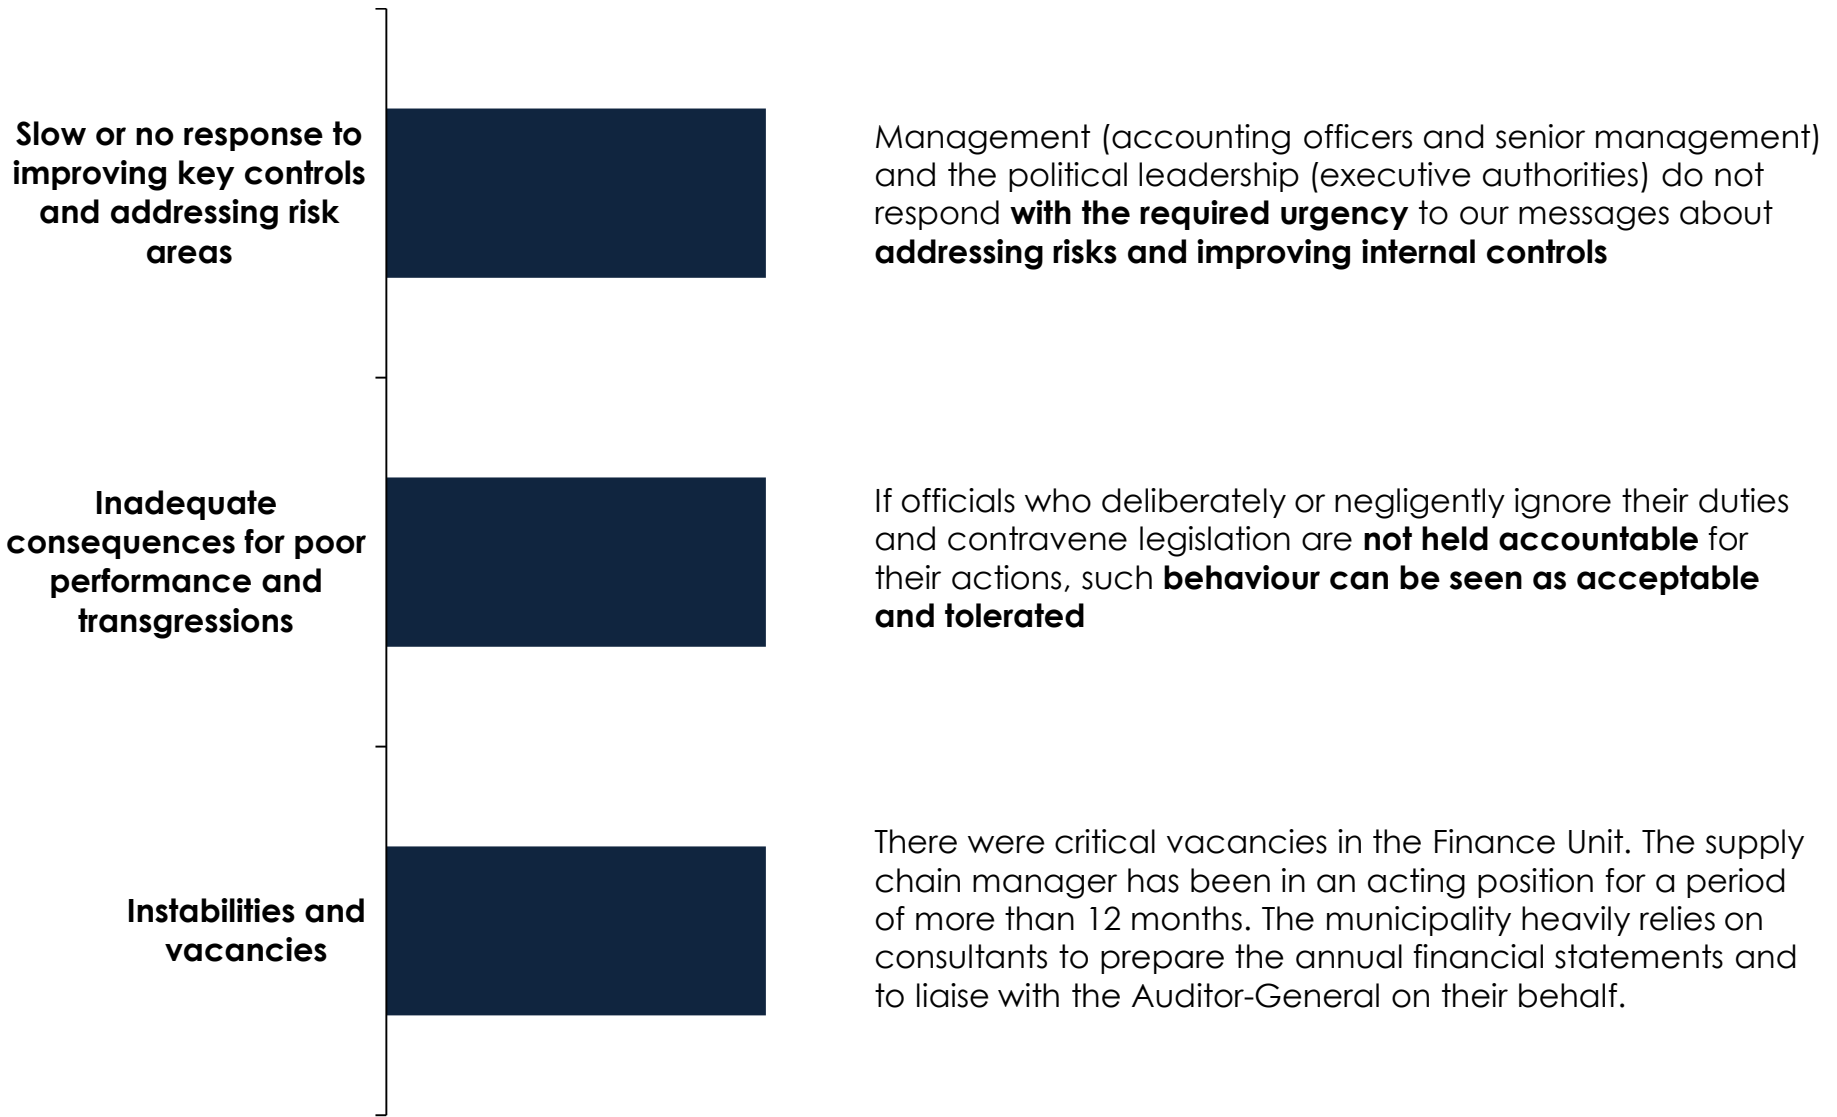 Slow or no response to
improving key controls
and addressing risk
areas
Management (accounting officers and senior management)
and the political leadership (executive authorities) do not
respond with the required urgency to our messages about
addressing risks and improving internal controls
Inadequate
consequences for poor
performance and
transgressions
If officials who deliberately or negligently ignore their duties
and contravene legislation are not held accountable for
their actions, such behaviour can be seen as acceptable
and tolerated
Instabilities and
vacancies
There were critical vacancies in the Finance Unit. The supply
chain manager has been in an acting position for a period
of more than 12 months. The municipality heavily relies on
consultants to prepare the annual financial statements and
to liaise with the Auditor-General on their behalf.